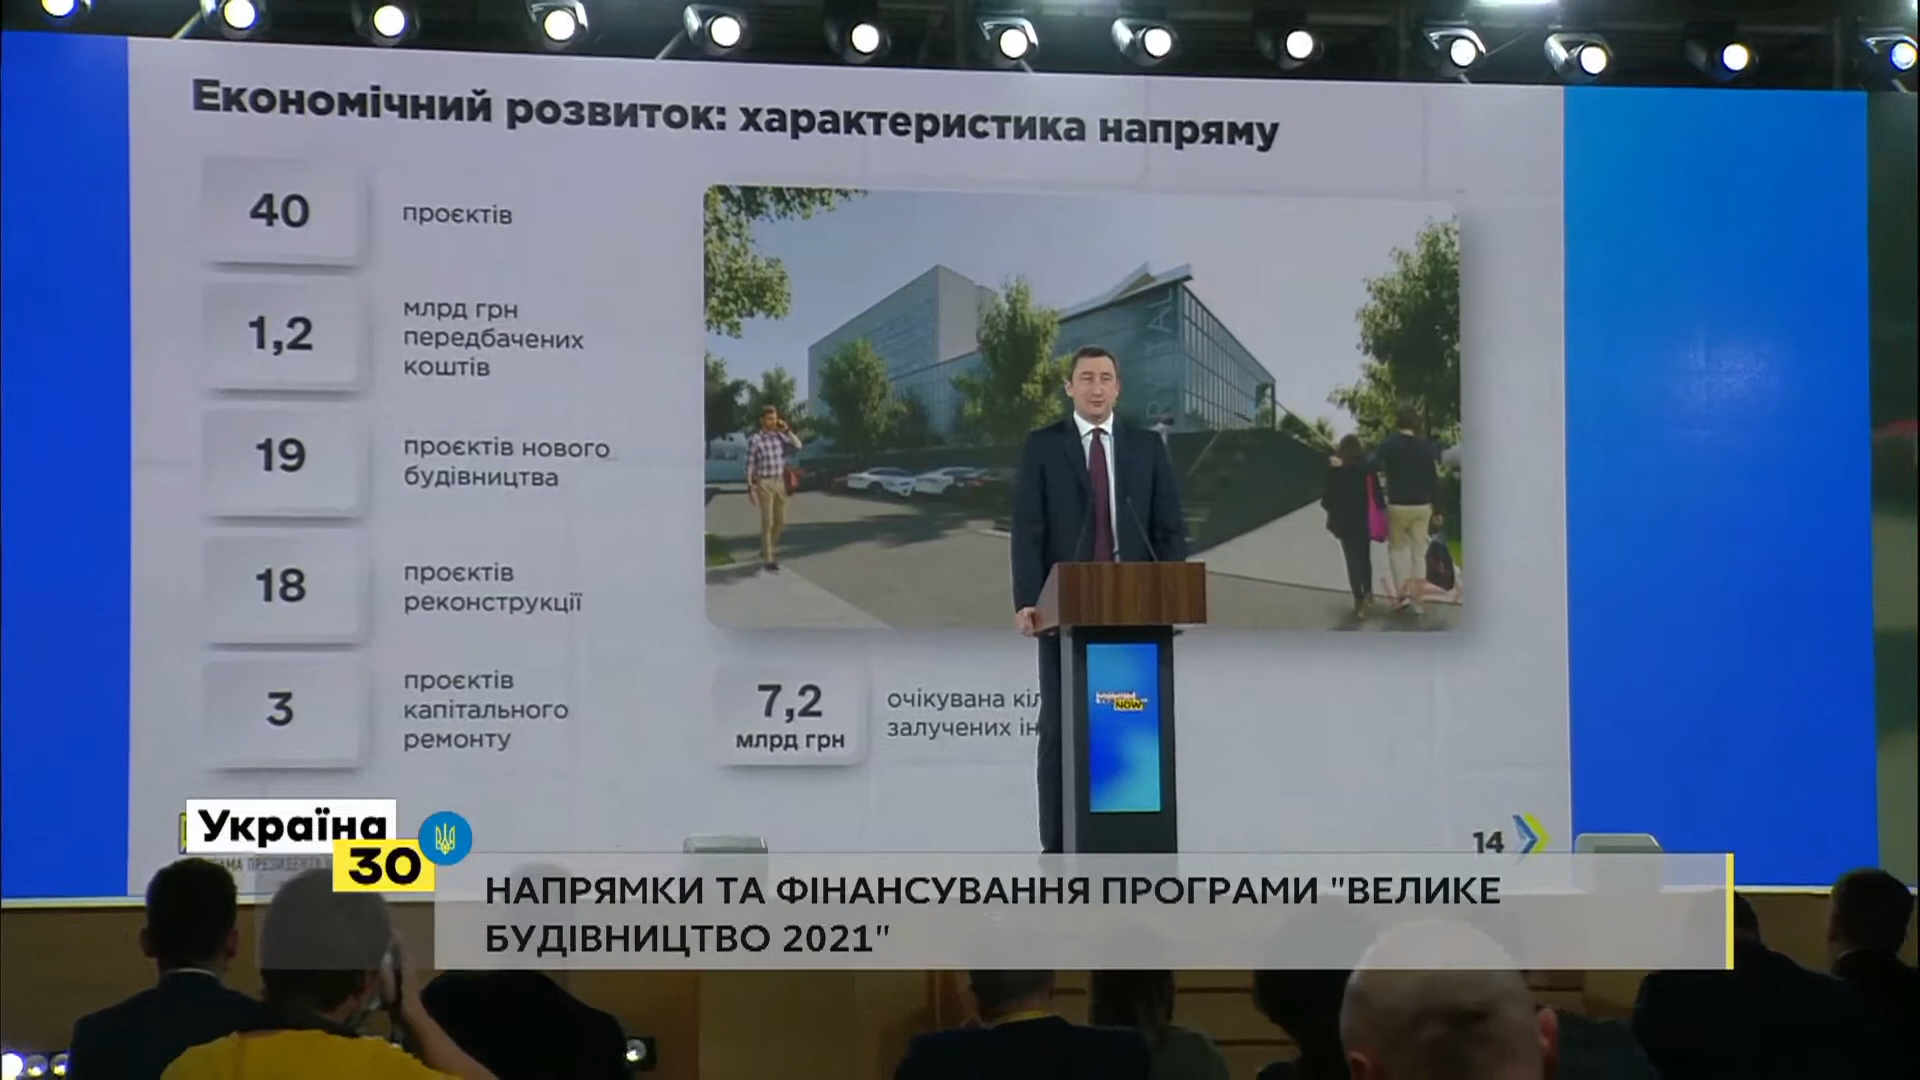 Економічний розвиток: характеристика напряму
40
проєктів
1,2
млрд грн
передбачених
коштів
19
проєктів нового
будівництва
18
проєктів
реконструкції
3
проєктів
капітального
ремонту
7,2
млрд грн
очікувана
залучених
NOW
14
Україна
30
НАПРЯМКИ ТА ФІНАНСУВАННЯ ПРОГРАМИ "ВЕЛИКЕ
БУДІВНИЦТВО 2021"